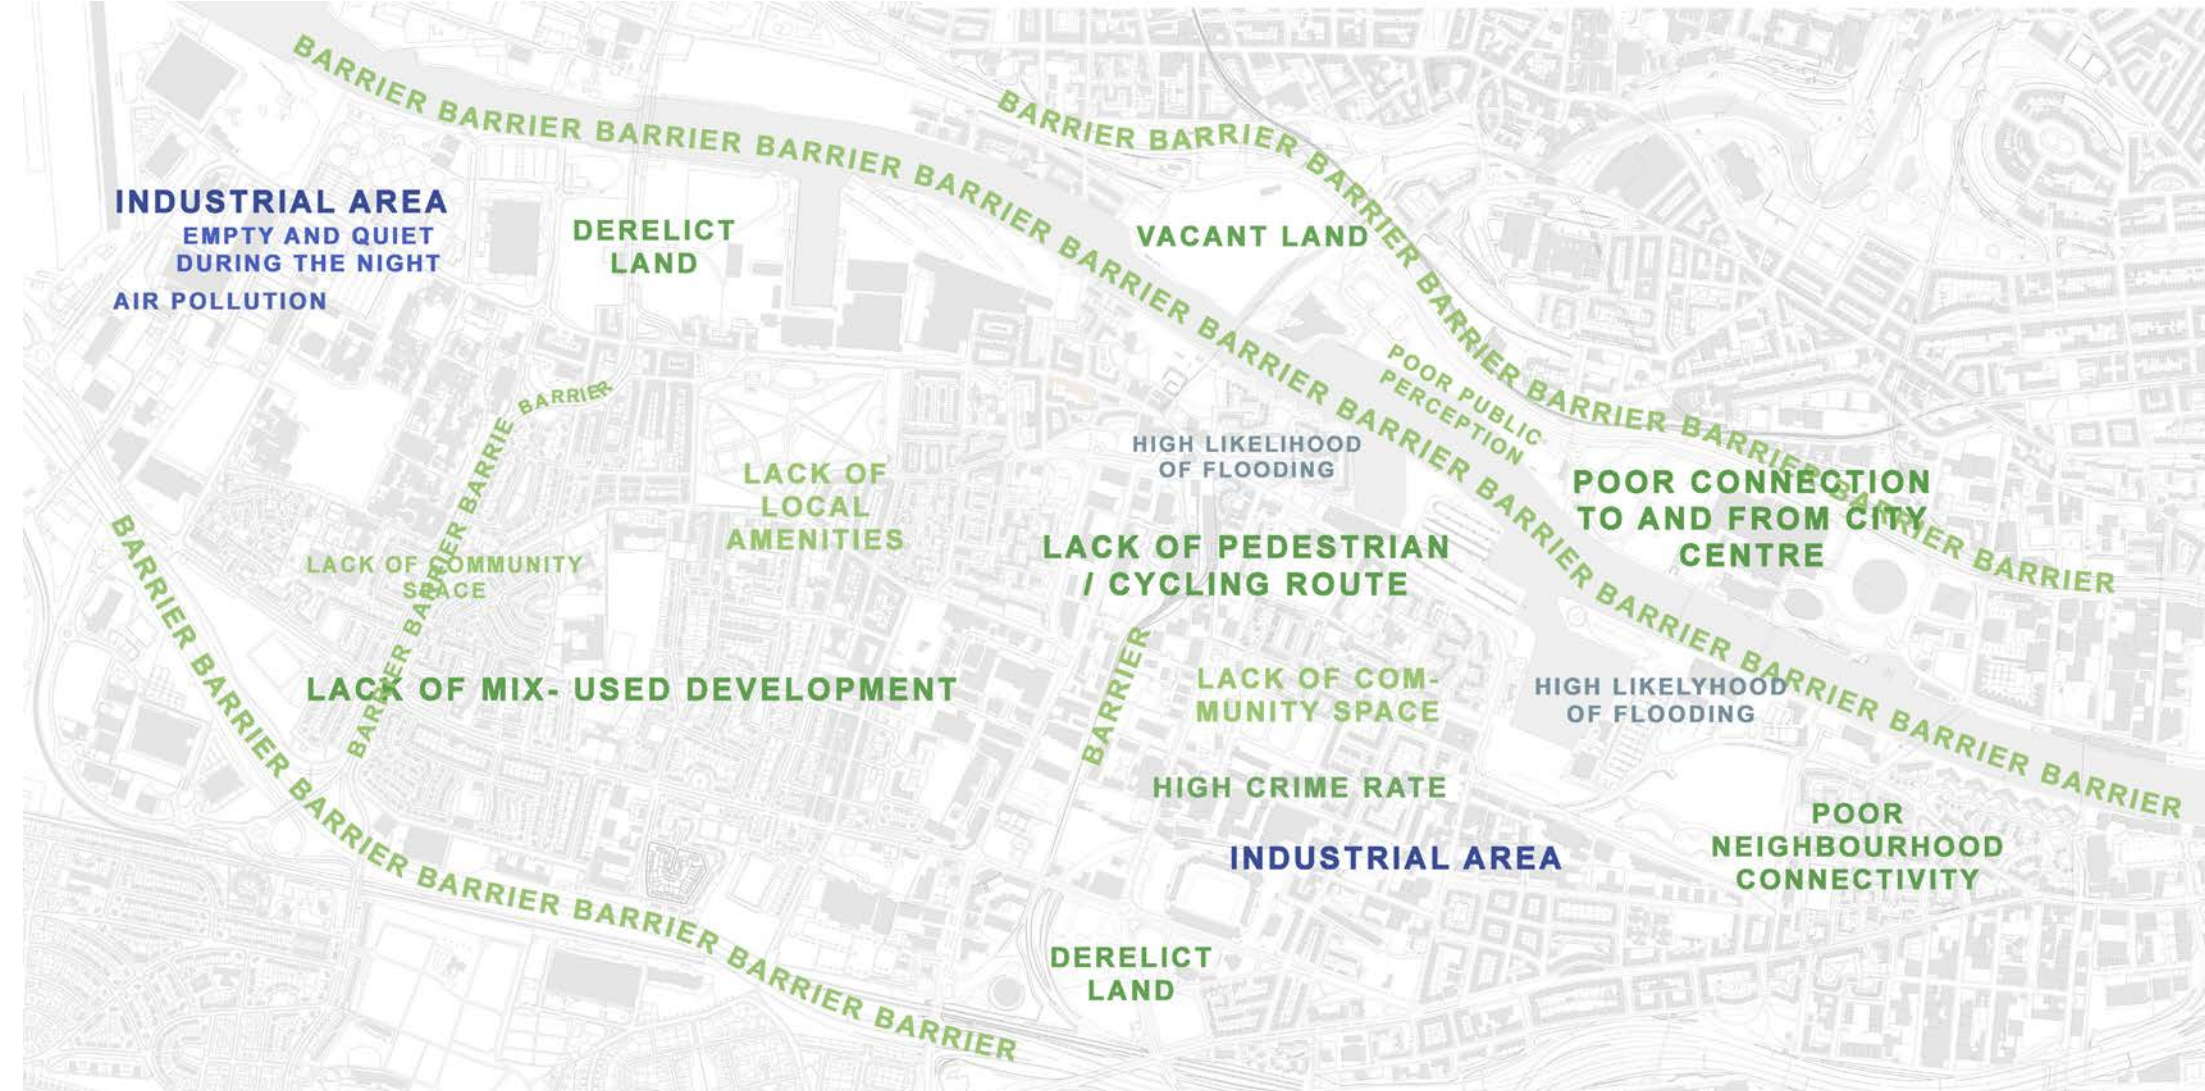 BARRIER BARRIER BARRIER BARRIER BARRIER BARRIER BARRIER BARRIER BARRIER BARRIER BARRIER BARRIER BARRIER
BARRIER BARRIER BARRIER BARRIER BARRIER BARRIER BARRIER BARRIER
INDUSTRIAL AREA
EMPTY AND QUIET
DURING THE NIGHT
AIR POLLUTION
DERELICT
LAND
VACANT LAND
POOR PUBLIC
PERCEPTION
BARRIER BARRIER BARRIE
BARRIER
HIGH LIKELIHOOD
OF FLOODING
LACK OF
LOCAL
AMENITIES
POOR CONNECTION
TO AND FROM CITY
CENTRE
LACK OF COMMUNITY
SPACE
LACK OF PEDESTRIAN
/ CYCLING ROUTE
BARRIER BARRIER BARRIER BARRIER BARRIER BARRIER BARRIER
LACK OF MIX- USED DEVELOPMENT
BARRIER
LACK OF COM-
MUNITY SPACE
HIGH LIKELYHOOD
OF FLOODING
HIGH CRIME RATE
INDUSTRIAL AREA
POOR
NEIGHBOURHOOD
CONNECTIVITY
DERELICT
LAND